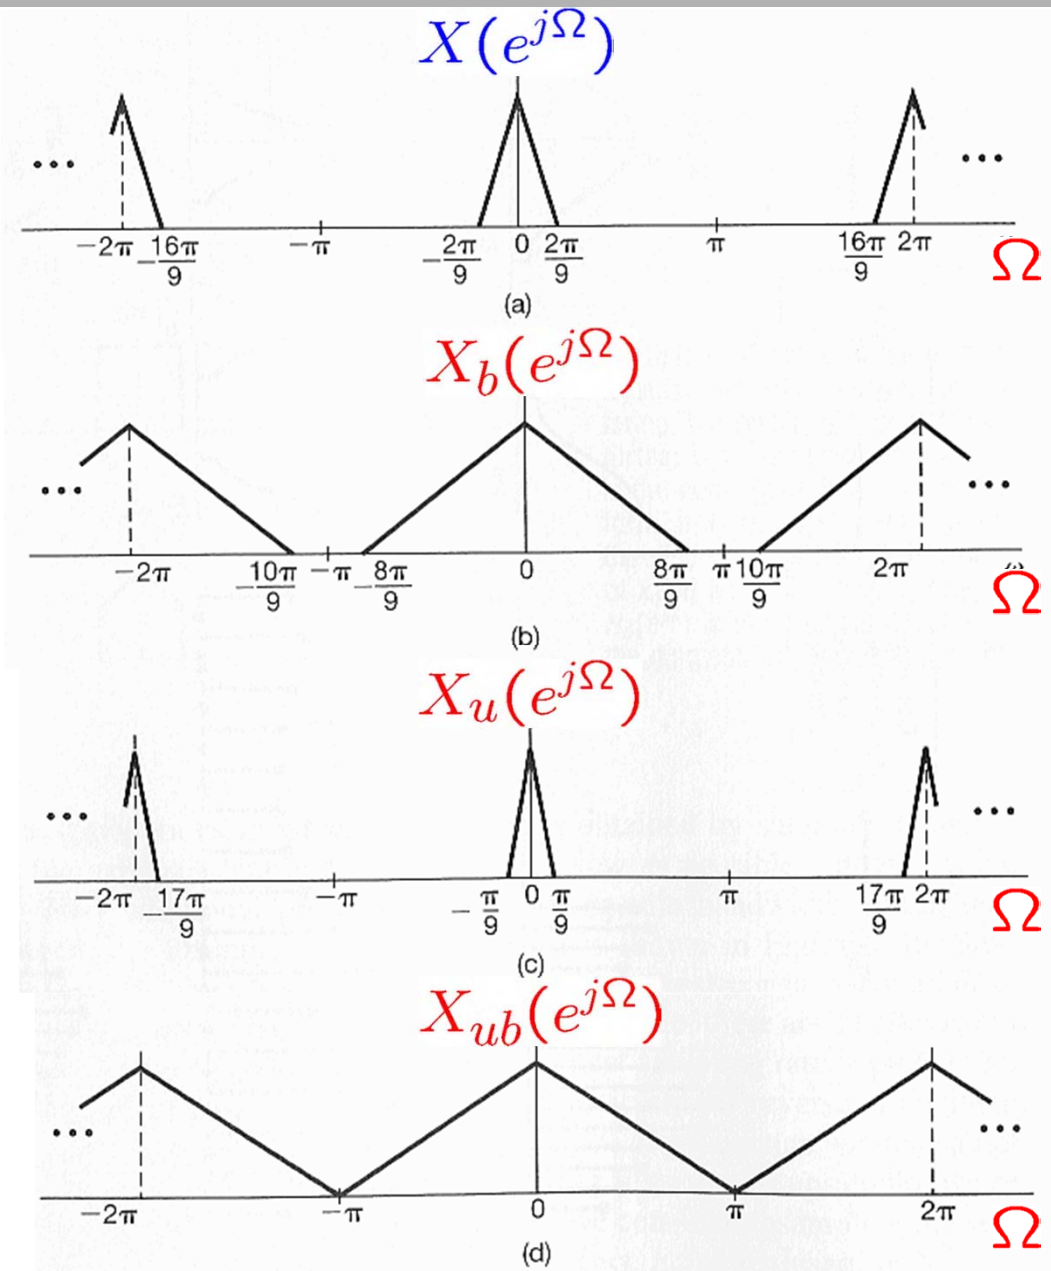 X(e^{jΩ})
... ...
−2π −16π/9 −π −2π/9 0 2π/9 π 16π/9 2π Ω
(a)
X_b(e^{jΩ})
... ...
−2π −10π/9 −π −8π/9 0 8π/9 π 10π/9 2π Ω
(b)
X_u(e^{jΩ})
... ...
−2π −17π/9 −π −π/9 0 π/9 π 17π/9 2π Ω
(c)
X_{ub}(e^{jΩ})
... ...
−2π −π 0 π 2π Ω
(d)